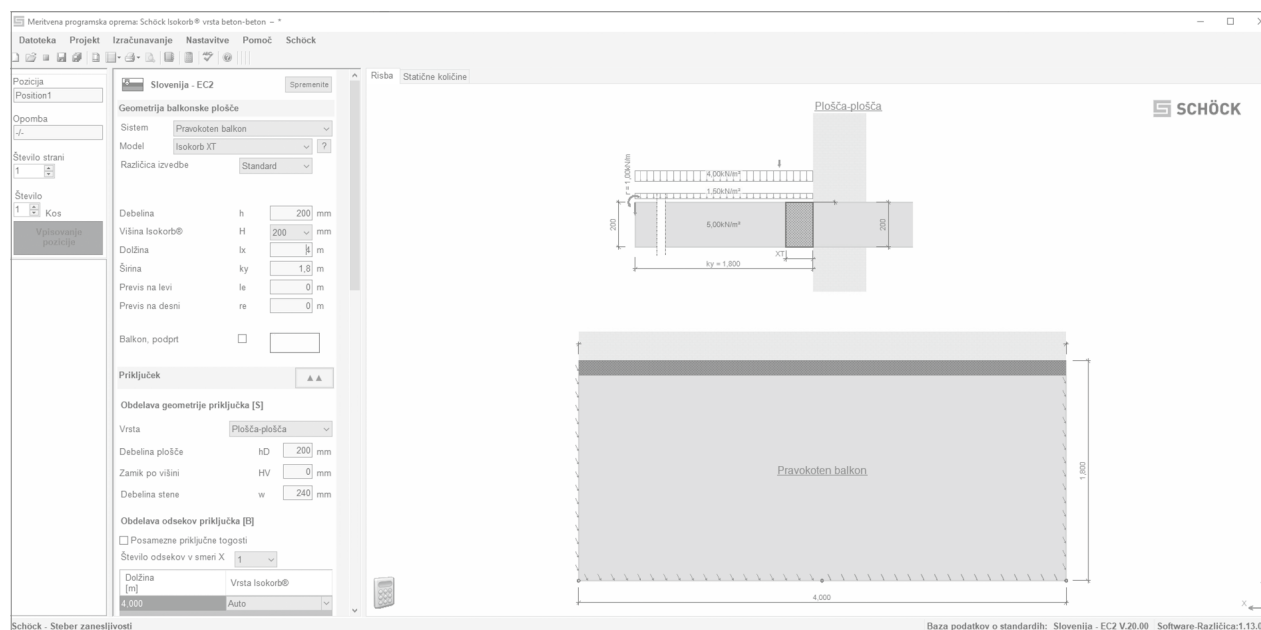 Meritvena programska oprema: Schöck Isokorb® vrsta beton-beton - *
Datoteka Projekt Izračunavanje Nastavitve Pomoč Schöck
Pozicija
Position1
Opomba
-/-
Število strani
1
Število
1 Kos
Vpisovanje
pozicije
Slovenija - EC2 Spremenite
Geometrija balkonske plošče
Sistem Pravokoten balkon
Model Isokorb XT ?
Različica izvedbe Standard
Debelina h 200 mm
Višina Isokorb® H 200 mm
Dolžina lx 4 m
Širina ky 1,8 m
Previs na levi le 0 m
Previs na desni re 0 m
Balkon, podprt
Priključek
Obdelava geometrije priključka [S]
Vrsta Plošča-plošča
Debelina plošče hD 200 mm
Zamik po višini HV 0 mm
Debelina stene w 240 mm
Obdelava odsekov priključka [B]
Posamezne priključne togosti
Število odsekov v smeri X 1
Dolžina
[m]
Vrsta Isokorb®
4,000 Auto
Risba Statične količine
Plošča-plošča
SCHÖCK
r = 1,00kN/m
4,00kN/m²
1,50kN/m²
200
5,00kN/m²
200
XT
ky = 1,800
Pravokoten balkon
1,800
4,000
X
Schöck - Steber zanesljivosti
Baza podatkov o standardih: Slovenija - EC2 V.20.00 Software-Različica:1.13.0